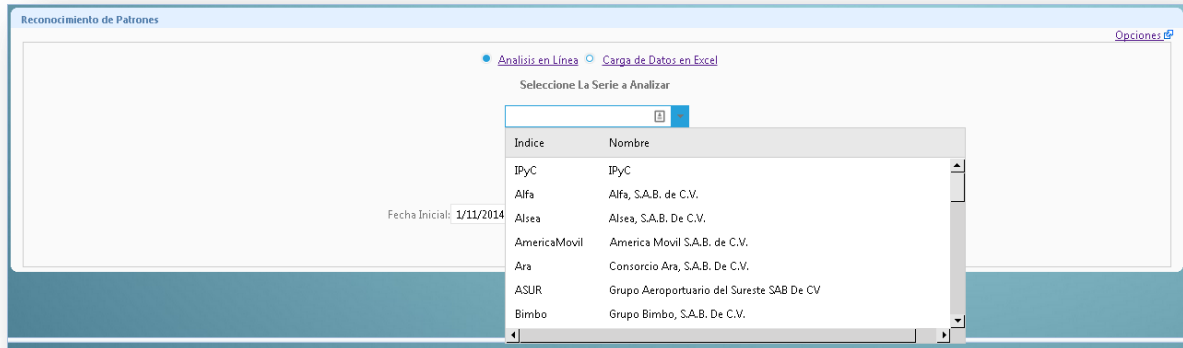 Reconocimiento de Patrones
Opciones
Analisis en Línea Carga de Datos en Excel
Seleccione La Serie a Analizar
Indice Nombre
IPyC IPyC
Alfa Alfa, S.A.B. de C.V.
Fecha Inicial: 1/11/2014
Alsea Alsea, S.A.B. De C.V.
AmericaMovil America Movil S.A.B. de C.V.
Ara Consorcio Ara, S.A.B. De C.V.
ASUR Grupo Aeroportuario del Sureste SAB De CV
Bimbo Grupo Bimbo, S.A.B. De C.V.